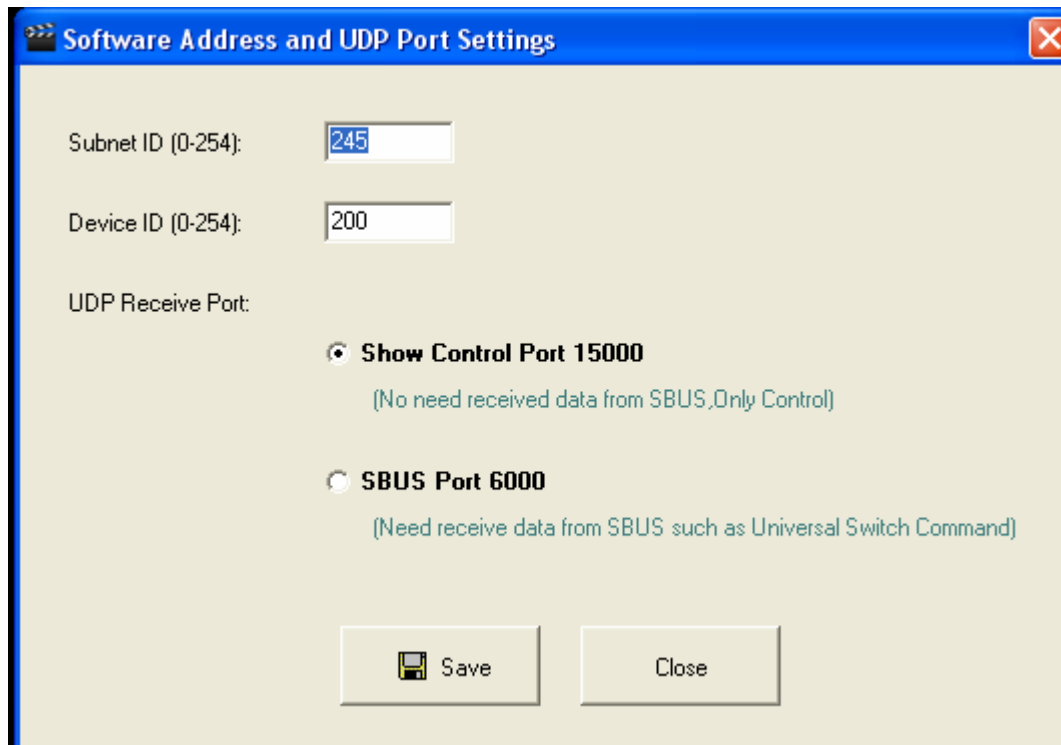 Software Address and UDP Port Settings
Subnet ID (0-254): 245
Device ID (0-254): 200
UDP Receive Port:
Show Control Port 15000
(No need received data from SBUS,Only Control)
SBUS Port 6000
(Need receive data from SBUS such as Universal Switch Command)
Save Close